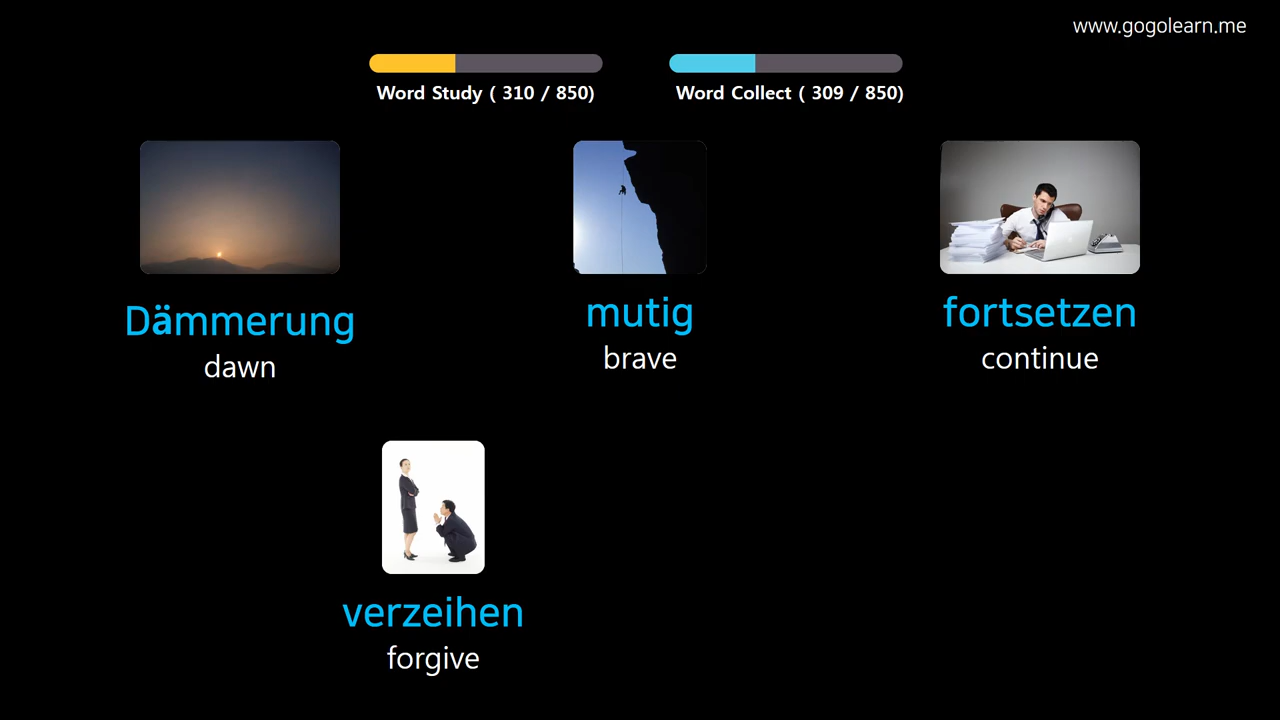 www.gogolearn.me
Word Study ( 310 / 850)
Word Collect ( 309 / 850)
Dämmerung
dawn
mutig
brave
fortsetzen
continue
verzeihen
forgive